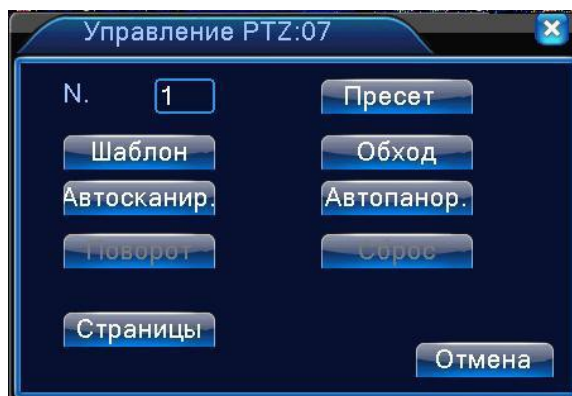 Управление PTZ:07
N. 1 Пресет
Шаблон Обход
Автосканир. Автопанор.
Поворот Сброс
Страницы
Отмена